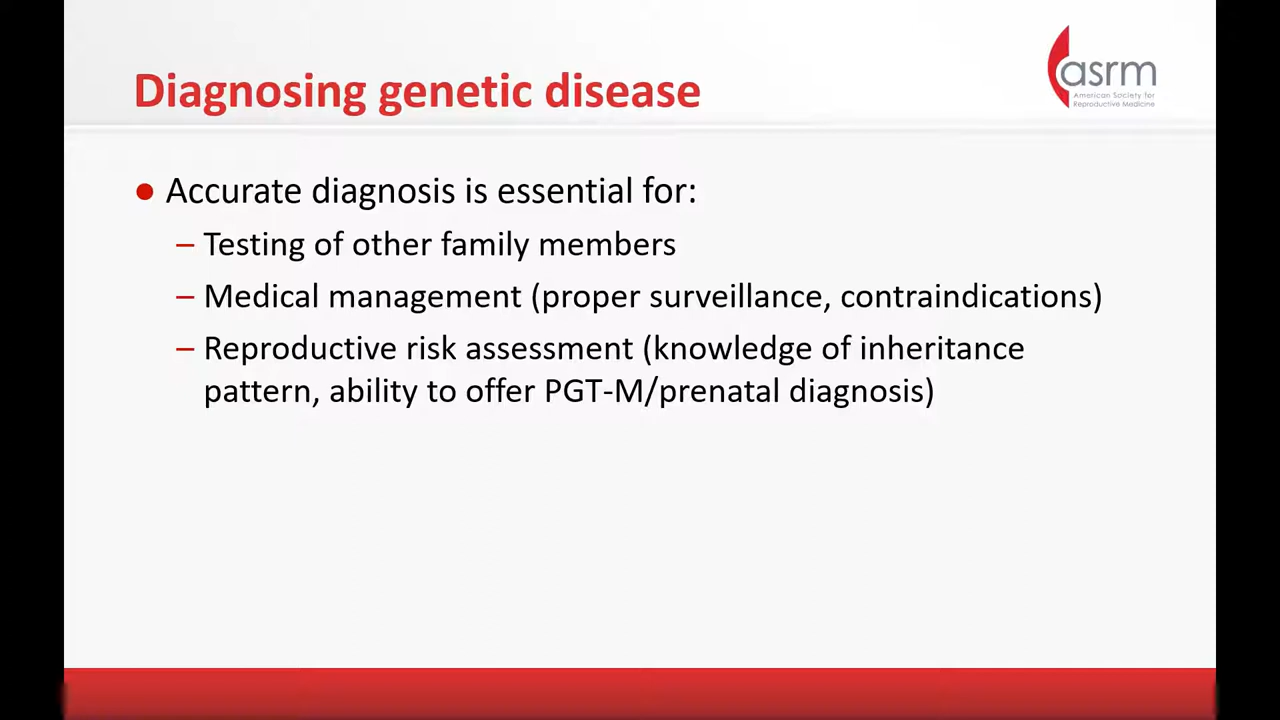 Diagnosing genetic disease
asrm
American Society for
Reproductive Medicine
● Accurate diagnosis is essential for:
– Testing of other family members
– Medical management (proper surveillance, contraindications)
– Reproductive risk assessment (knowledge of inheritance
pattern, ability to offer PGT-M/prenatal diagnosis)